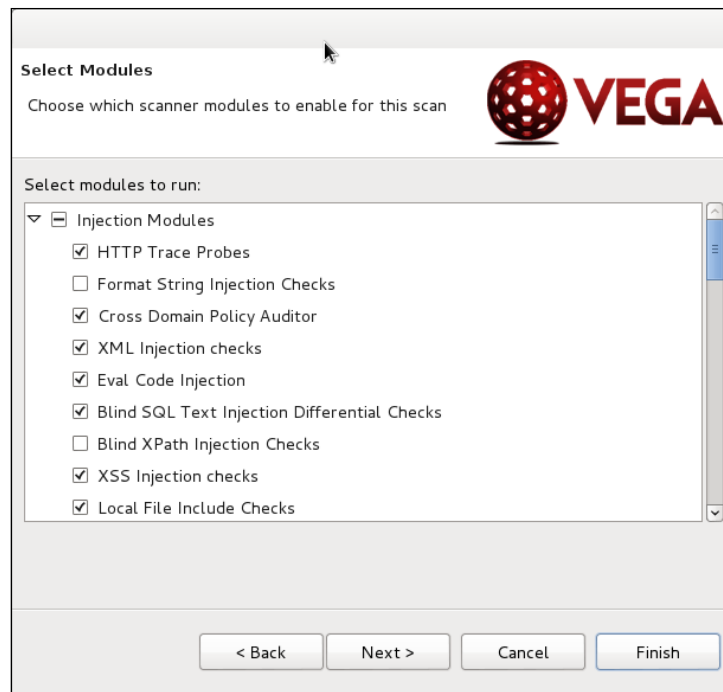 Select Modules
Choose which scanner modules to enable for this scan
VEGA
Select modules to run:
Injection Modules
HTTP Trace Probes
Format String Injection Checks
Cross Domain Policy Auditor
XML Injection checks
Eval Code Injection
Blind SQL Text Injection Differential Checks
Blind XPath Injection Checks
XSS Injection checks
Local File Include Checks
< Back
Next >
Cancel
Finish